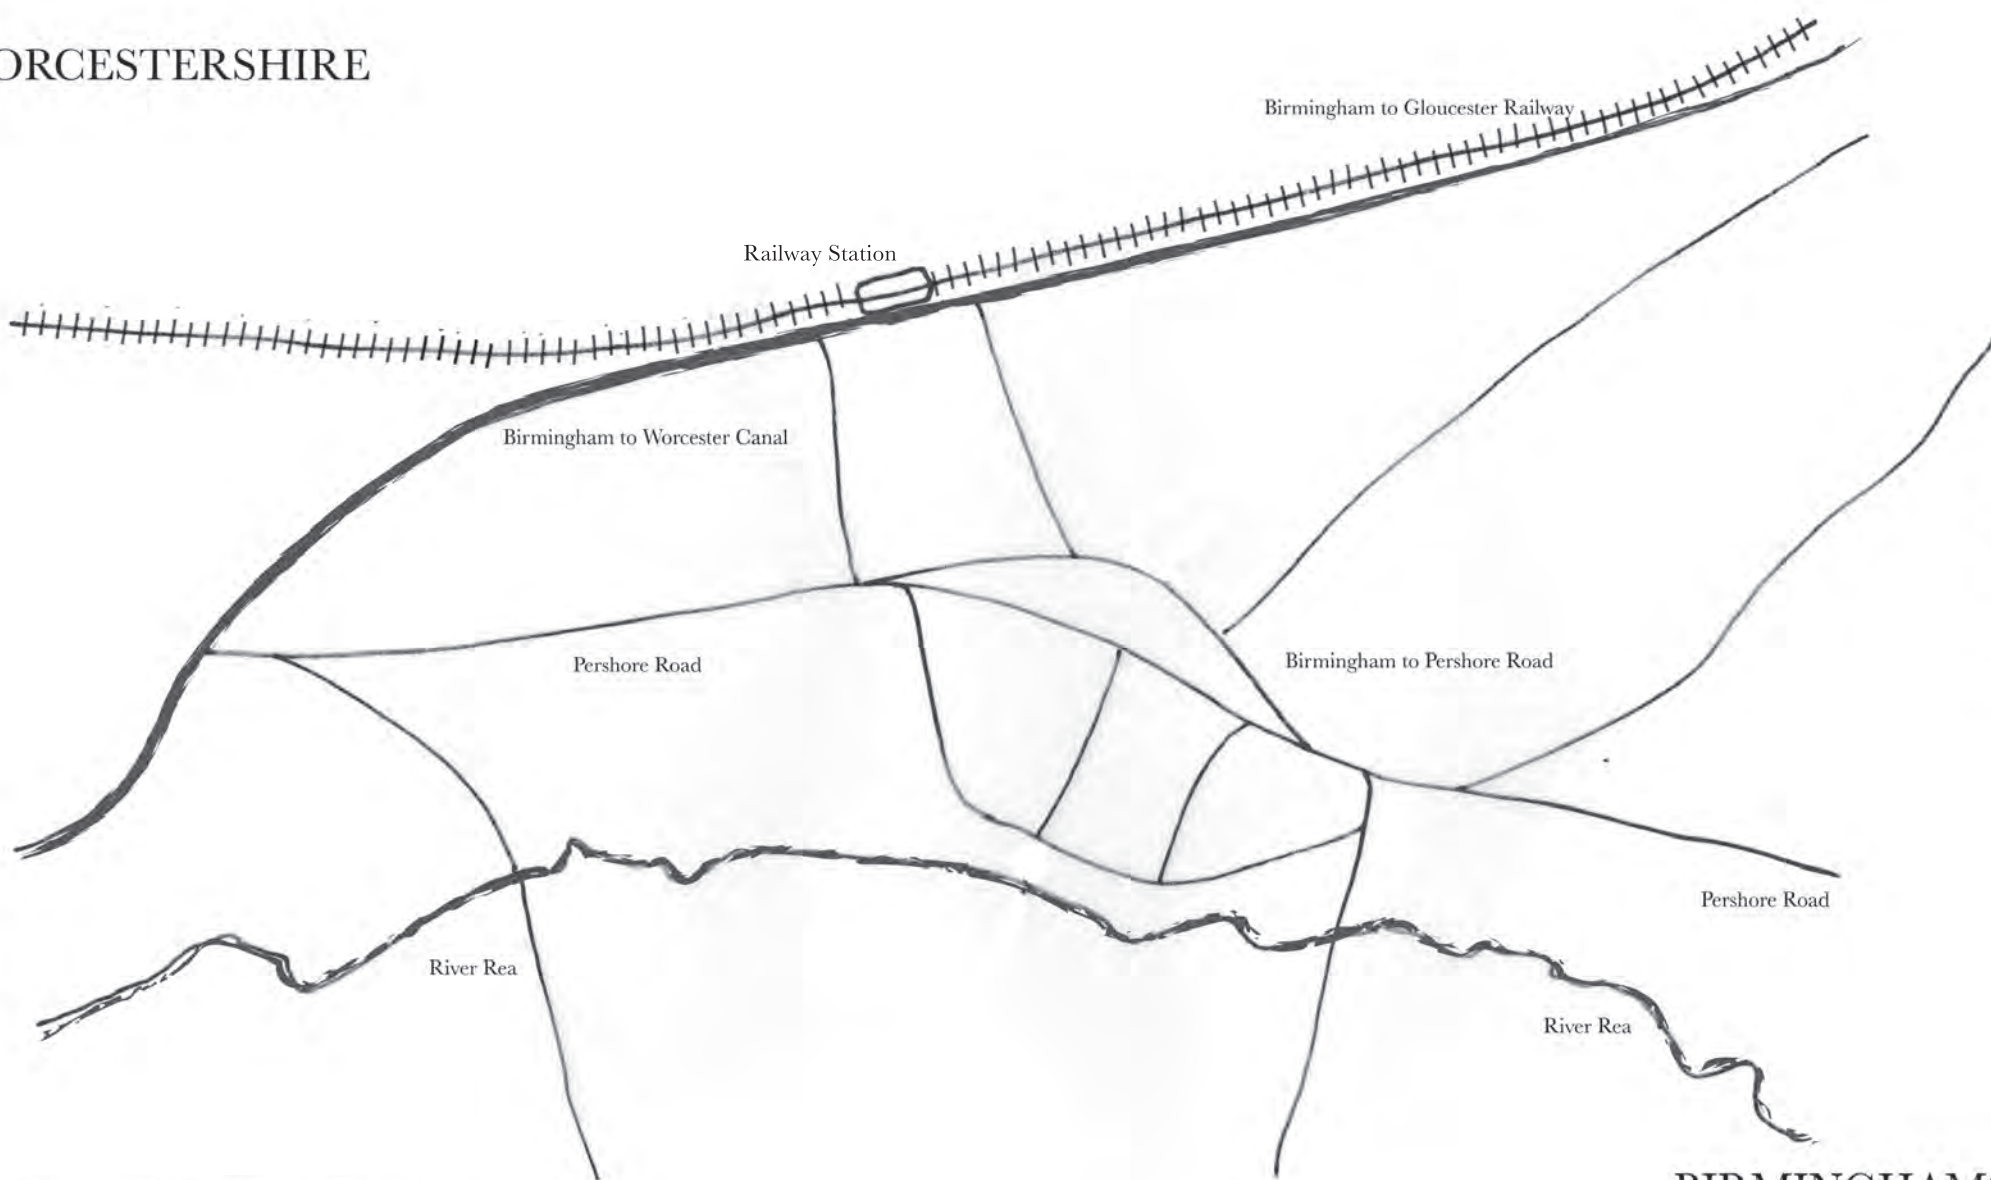 ORCESTERSHIRE
Birmingham to Gloucester Railway
Railway Station
Birmingham to Worcester Canal
Pershore Road
Birmingham to Pershore Road
Pershore Road
River Rea
River Rea